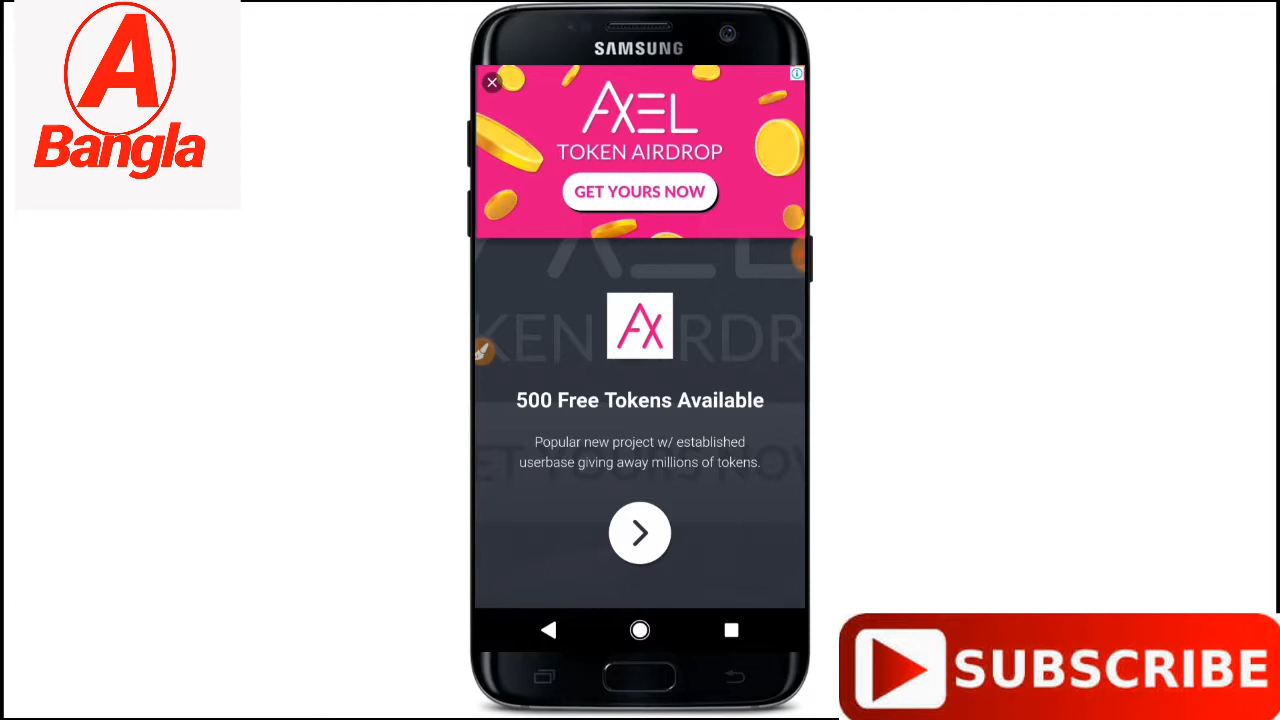 A
Bangla
SAMSUNG
AXEL
TOKEN AIRDROP
GET YOURS NOW
AX
500 Free Tokens Available
Popular new project w/ established
userbase giving away millions of tokens.
SUBSCRIBE